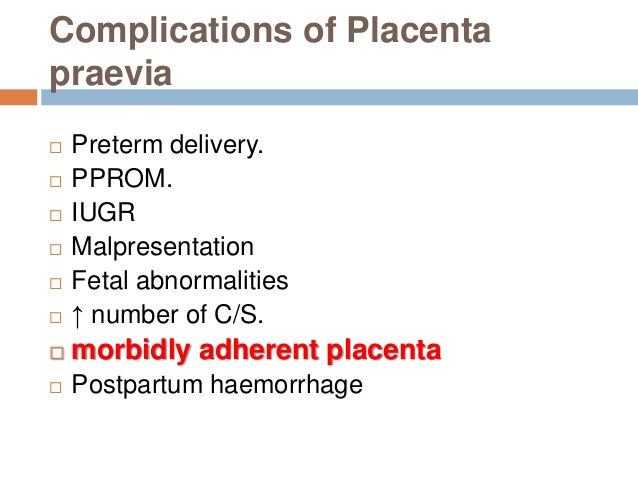 Complications of Placenta
praevia
Preterm delivery.
PPROM.
IUGR
Malpresentation
Fetal abnormalities
↑ number of C/S.
morbidly adherent placenta
Postpartum haemorrhage